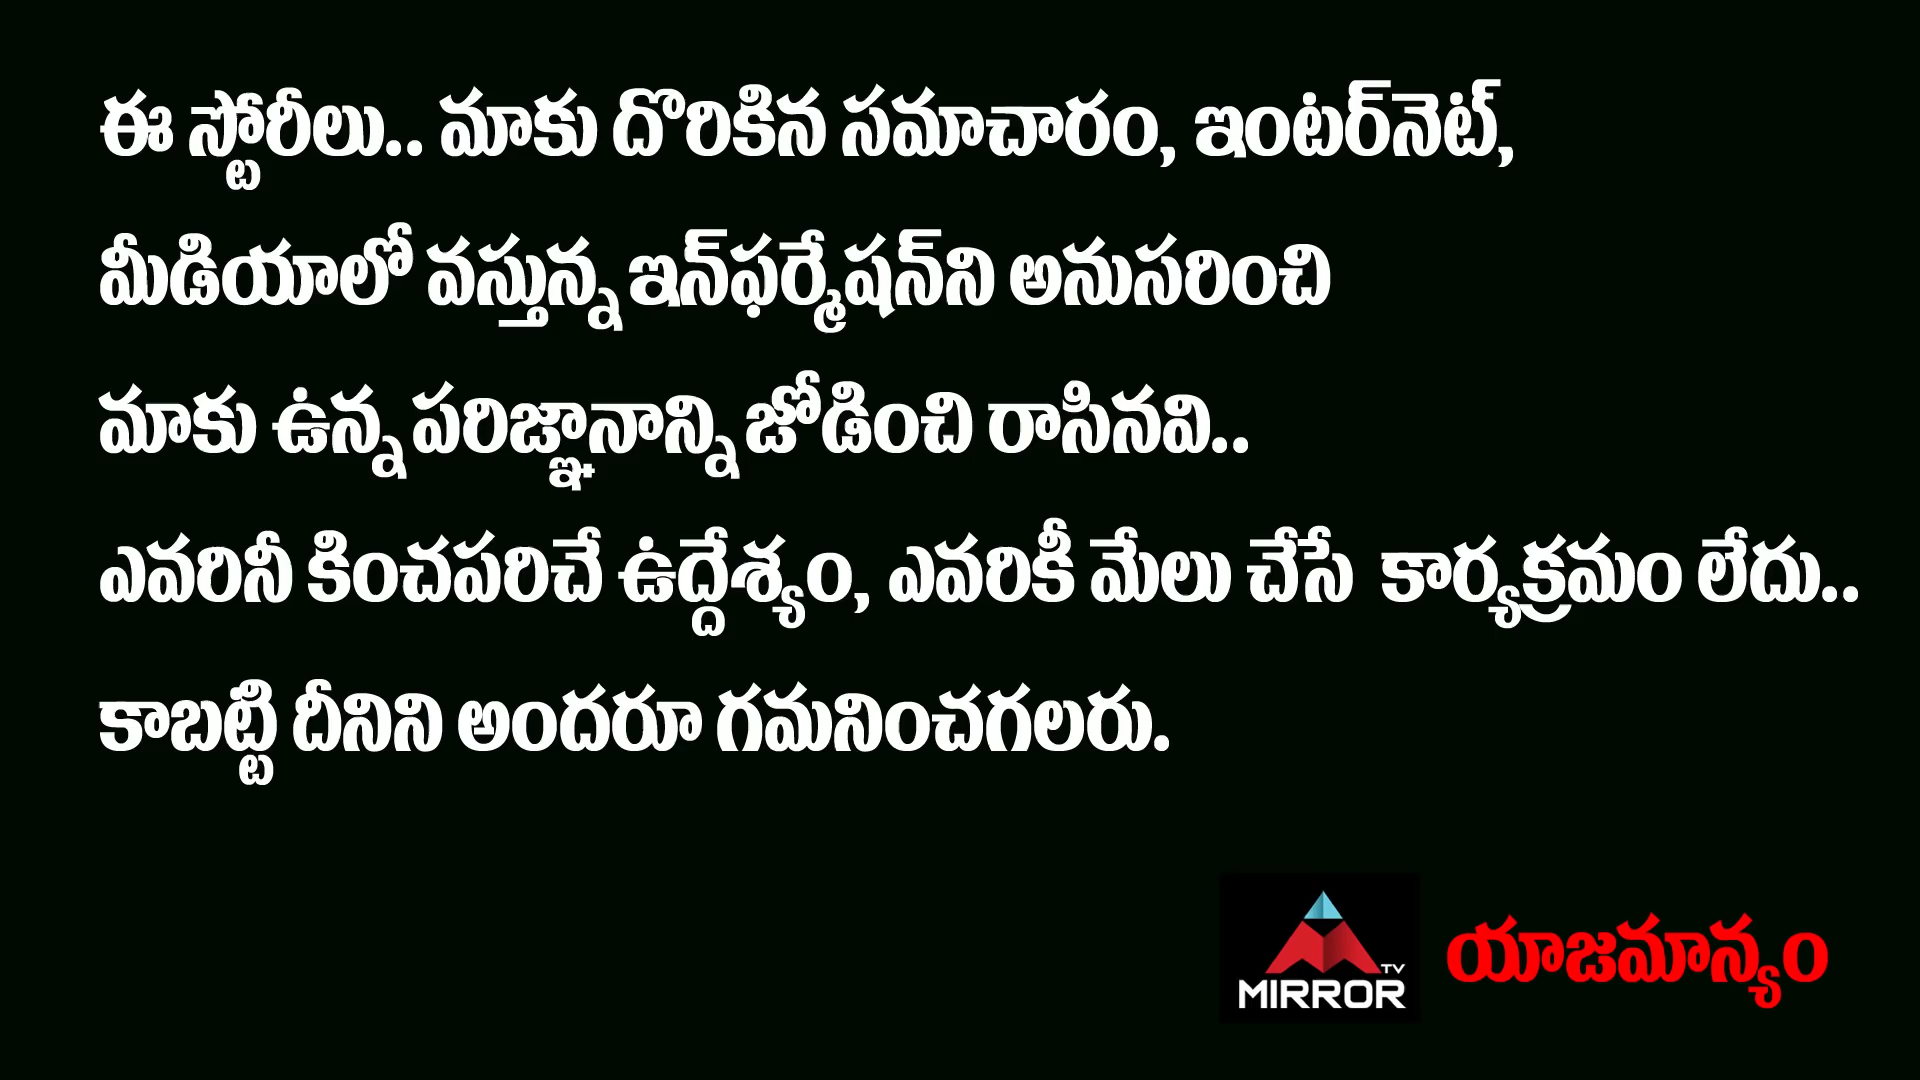 ఈ స్టోరీలు.. మాకు దొరికిన సమాచారం, ఇంటర్‌నెట్,
మీడియాలో వస్తున్న ఇన్‌ఫర్మేషన్‌ని అనుసరించి
మాకు ఉన్న పరిజ్ఞానాన్ని జోడించి రాసినవి..
ఎవరినీ కించపరిచే ఉద్దేశ్యం, ఎవరికీ మేలు చేసే కార్యక్రమం లేదు..
కాబట్టి దీనిని అందరూ గమనించగలరు.
TV
MIRROR
యాజమాన్యం